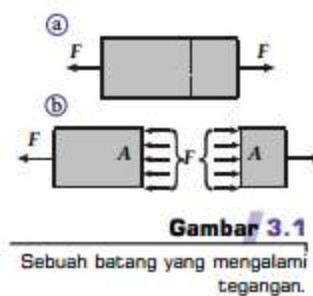 a
F F
b
F A F A
Gambar 3.1
Sebuah batang yang mengalami
tegangan.